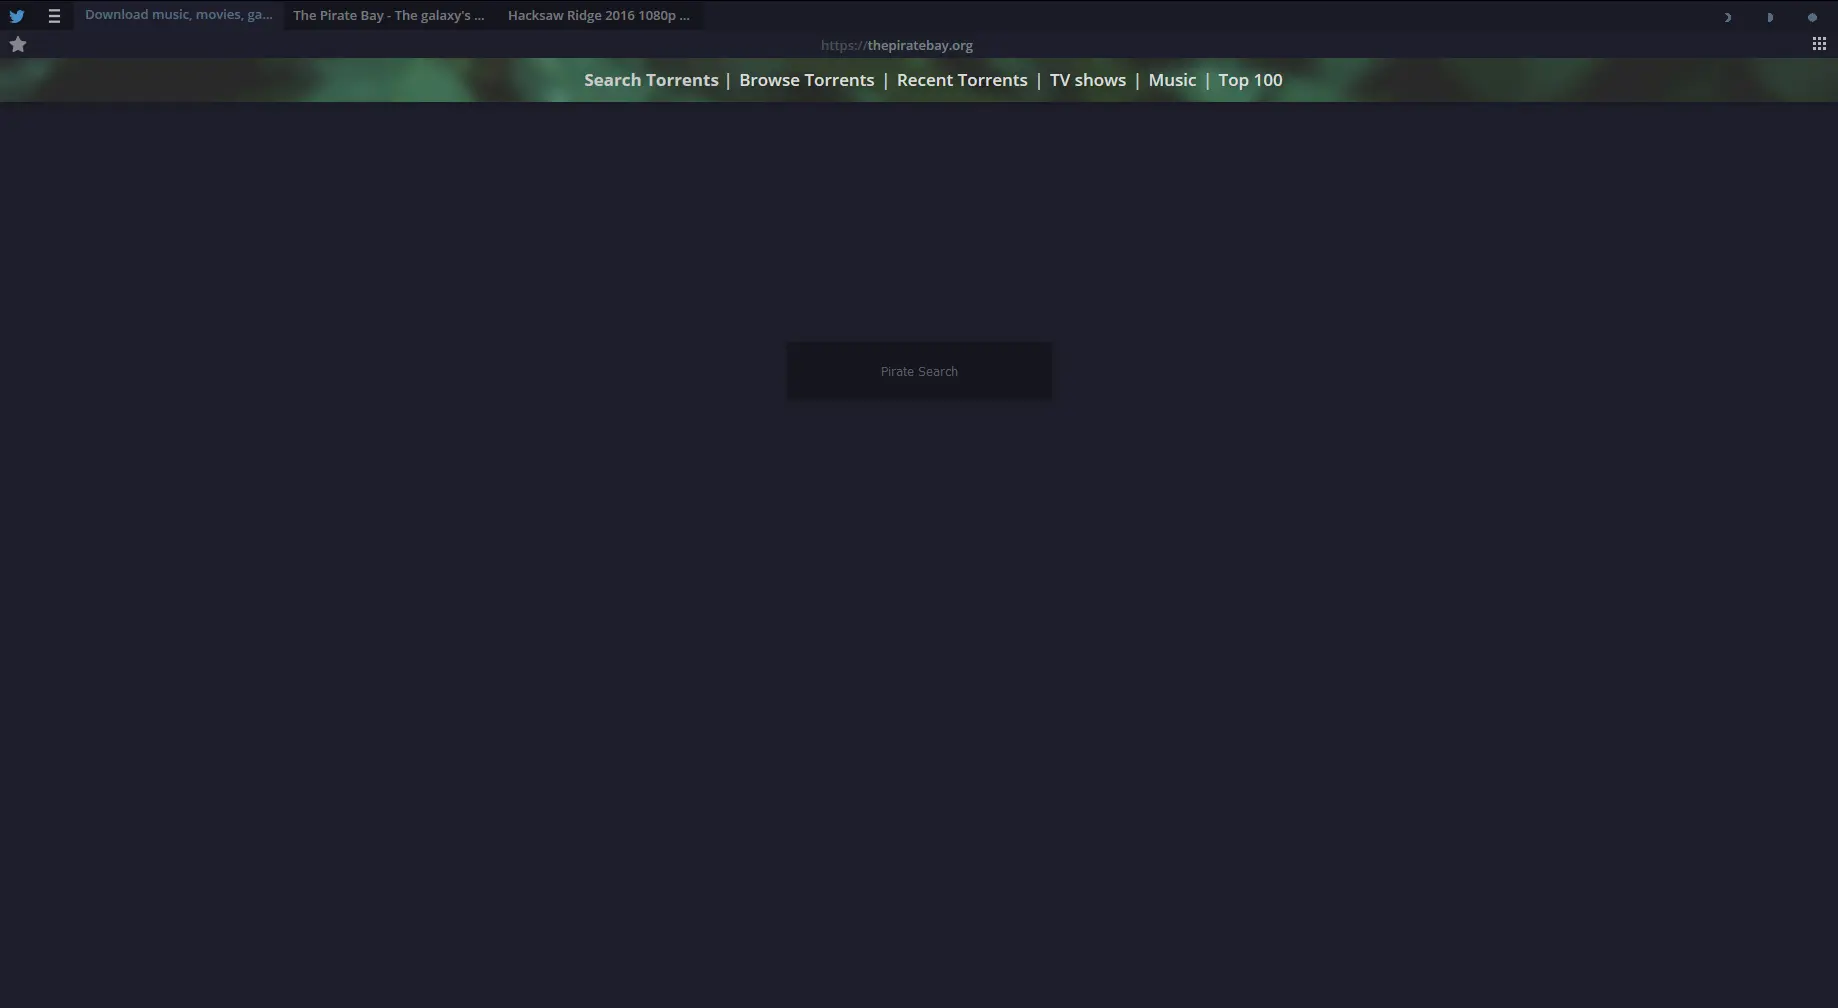 Download music, movies, ga...
The Pirate Bay - The galaxy's ...
Hacksaw Ridge 2016 1080p ...
https://thepiratebay.org
Search Torrents | Browse Torrents | Recent Torrents | TV shows | Music | Top 100
Pirate Search